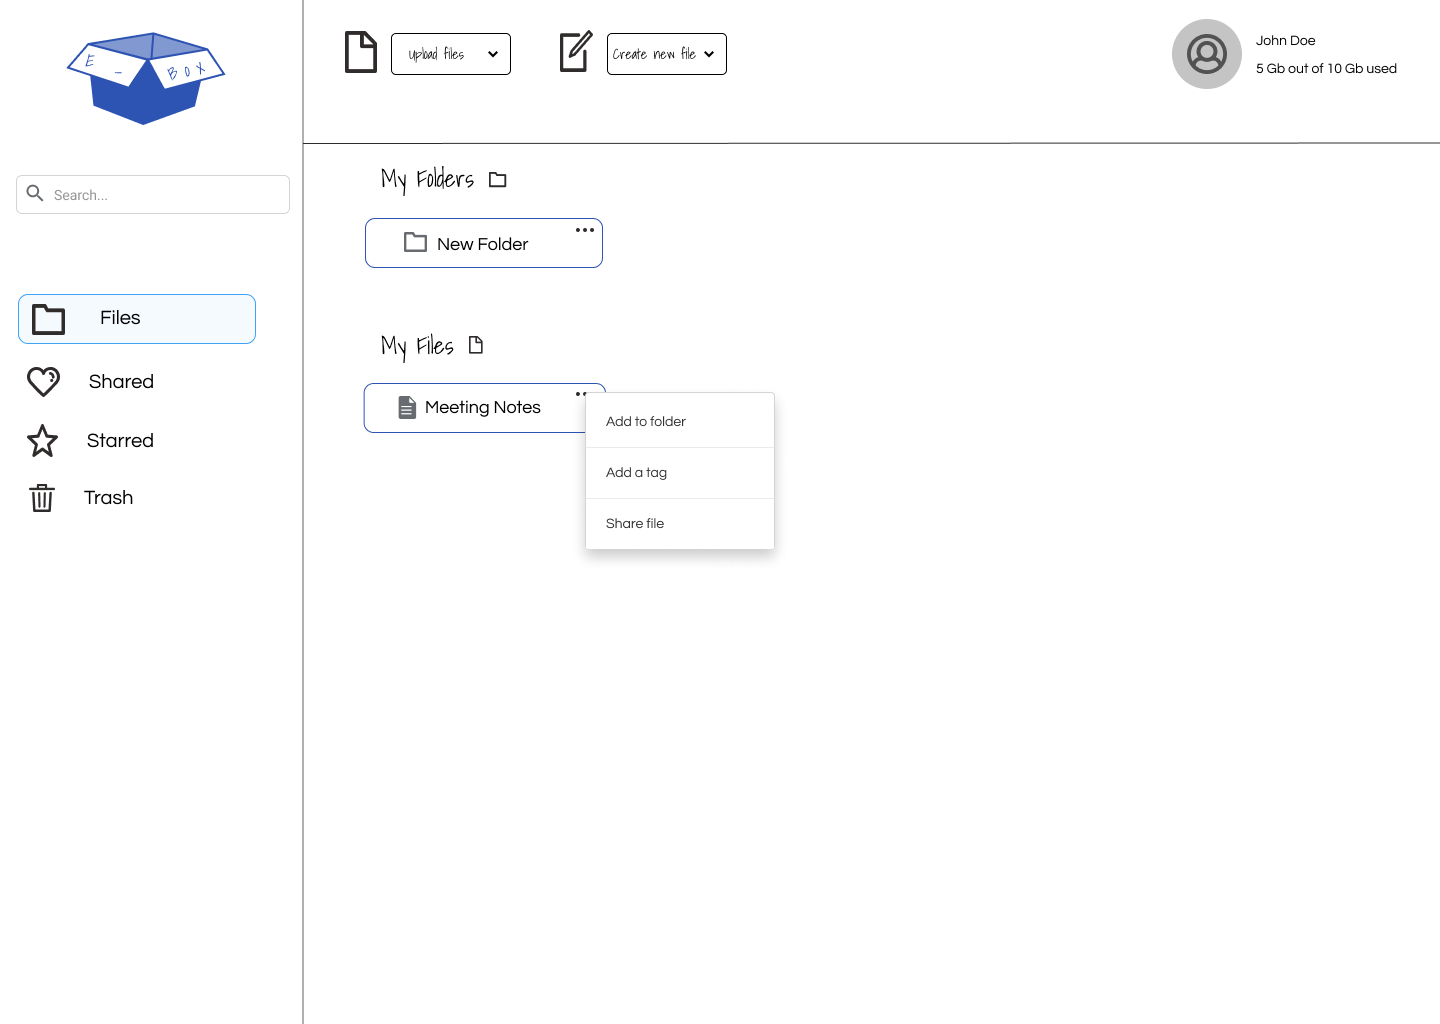 E - BOX
Search...
Files
Shared
Starred
Trash
Upload files
Create new file
John Doe
5 Gb out of 10 Gb used
My Folders
New Folder
My Files
Meeting Notes
Add to folder
Add a tag
Share file